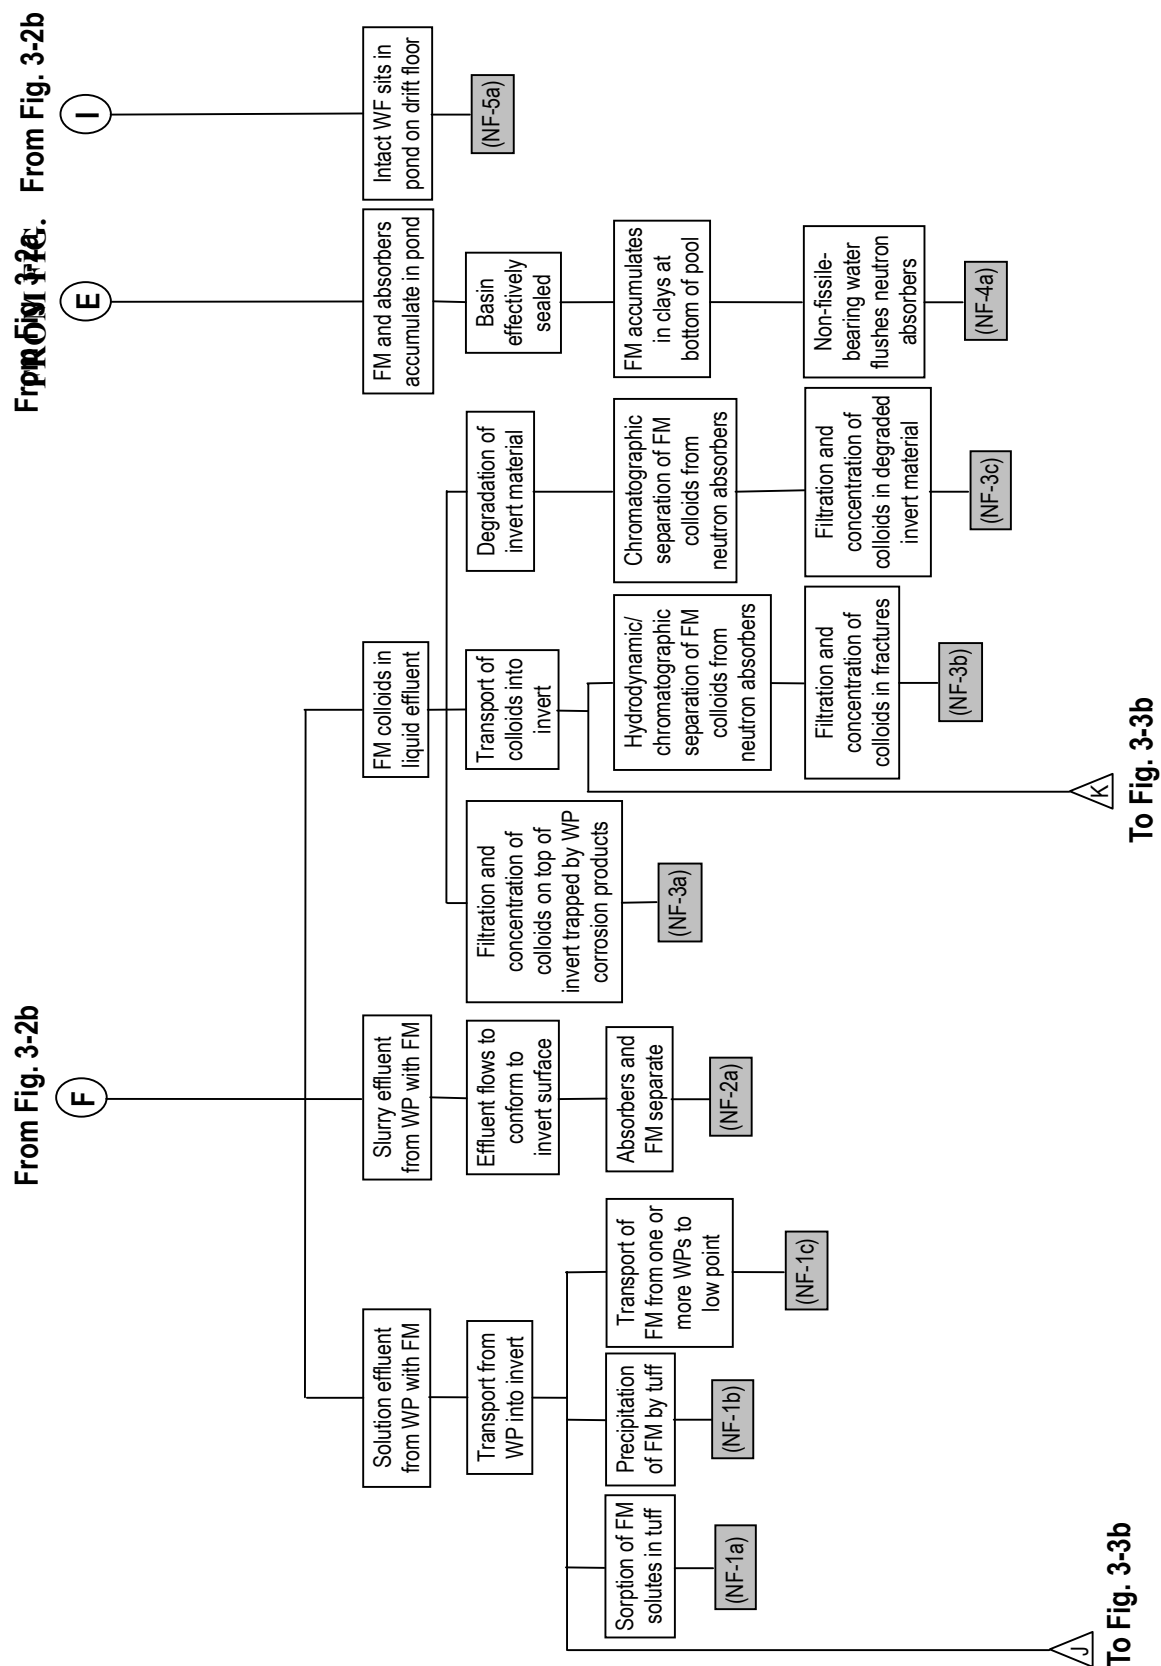 From Fig. 3-2b
F
From Fig. 3-2a
FROM FIG.
E
From Fig. 3-2b
I
Solution effluent
from WP with FM
Transport from
WP into invert
Sorption of FM
solutes in tuff
(NF-1a)
Precipitation
of FM by tuff
(NF-1b)
Transport of
FM from one or
more WPs to
low point
(NF-1c)
J
To Fig. 3-3b
Slurry effluent
from WP with FM
Effluent flows to
conform to
invert surface
Absorbers and
FM separate
(NF-2a)
FM colloids in
liquid effluent
Filtration and
concentration of
colloids on top of
invert trapped by WP
corrosion products
(NF-3a)
Transport of
colloids into
invert
Hydrodynamic/
chromatographic
separation of FM
colloids from
neutron absorbers
Filtration and
concentration of
colloids in fractures
(NF-3b)
K
To Fig. 3-3b
Degradation of
invert material
Chromatographic
separation of FM
colloids from
neutron absorbers
Filtration and
concentration of
colloids in degraded
invert material
(NF-3c)
FM and absorbers
accumulate in pond
Basin
effectively
sealed
FM accumulates
in clays at
bottom of pool
Non-fissile-
bearing water
flushes neutron
absorbers
(NF-4a)
Intact WF sits in
pond on drift floor
(NF-5a)